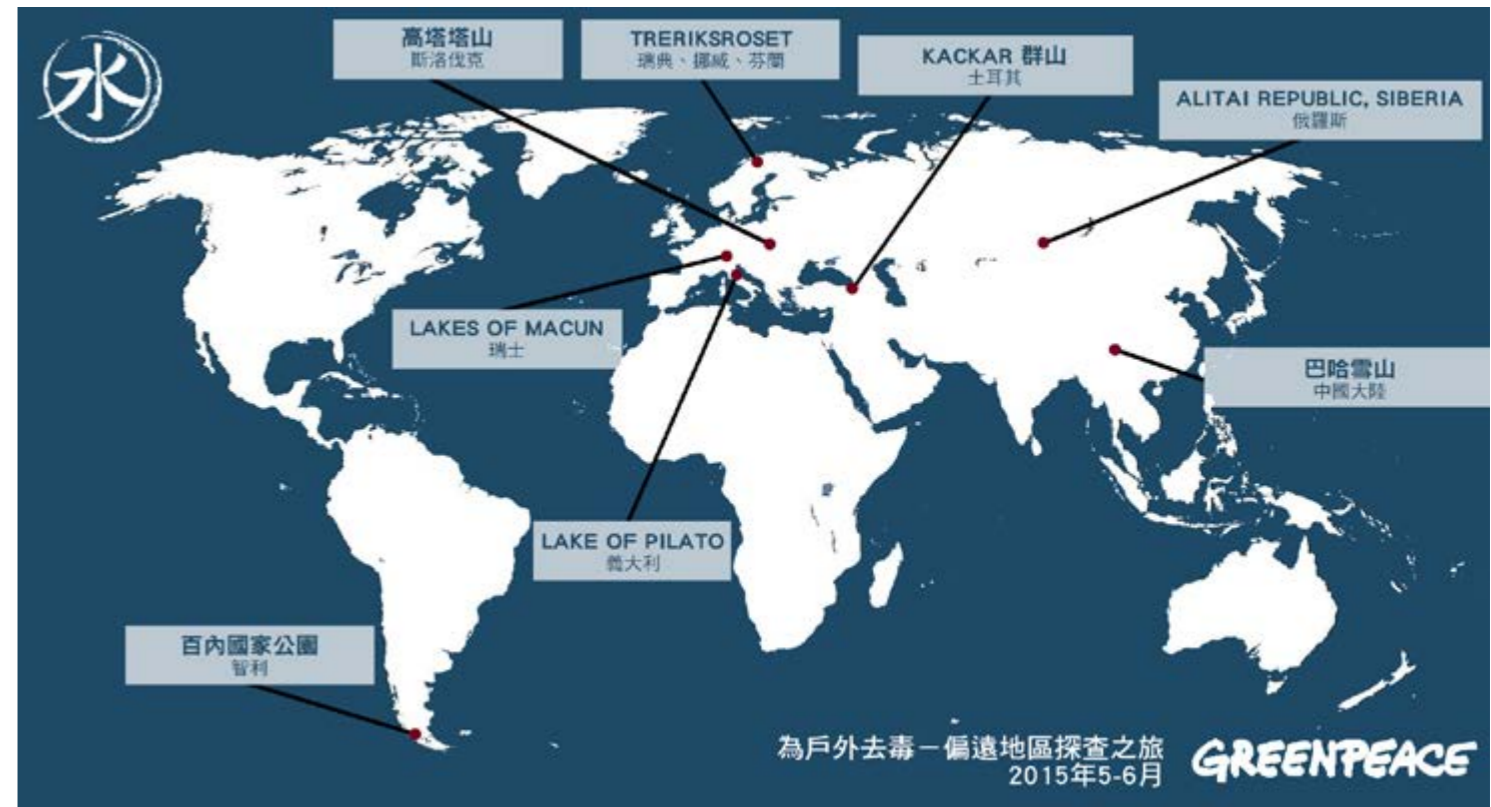 水
高塔塔山
斯洛伐克
TRERIKSROSET
瑞典、挪威、芬蘭
KACKAR 群山
土耳其
ALITAI REPUBLIC, SIBERIA
俄羅斯
LAKES OF MACUN
瑞士
巴哈雪山
中國大陸
LAKE OF PILATO
義大利
百內國家公園
智利
為戶外去毒－偏遠地區探查之旅
2015年5-6月
GREENPEACE